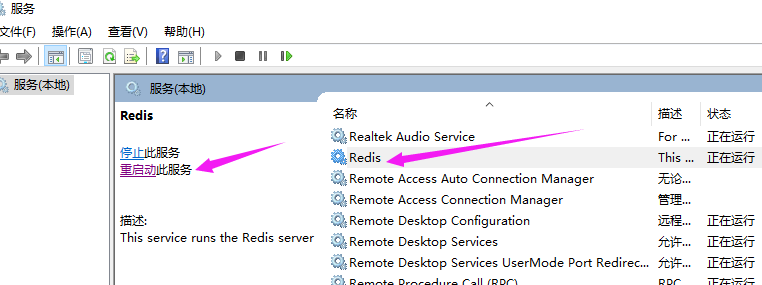 服务
文件(F) 操作(A) 查看(V) 帮助(H)
服务(本地)
服务(本地)
Redis
停止此服务
重启动此服务
描述:
This service runs the Redis server
名称 描述 状态
Realtek Audio Service For ... 正在运行
Redis This ... 正在运行
Remote Access Auto Connection Manager 无论...
Remote Access Connection Manager 管理...
Remote Desktop Configuration 远程... 正在运行
Remote Desktop Services 允许... 正在运行
Remote Desktop Services UserMode Port Redirec... 允许... 正在运行
Remote Procedure Call (RPC) RPC... 正在运行